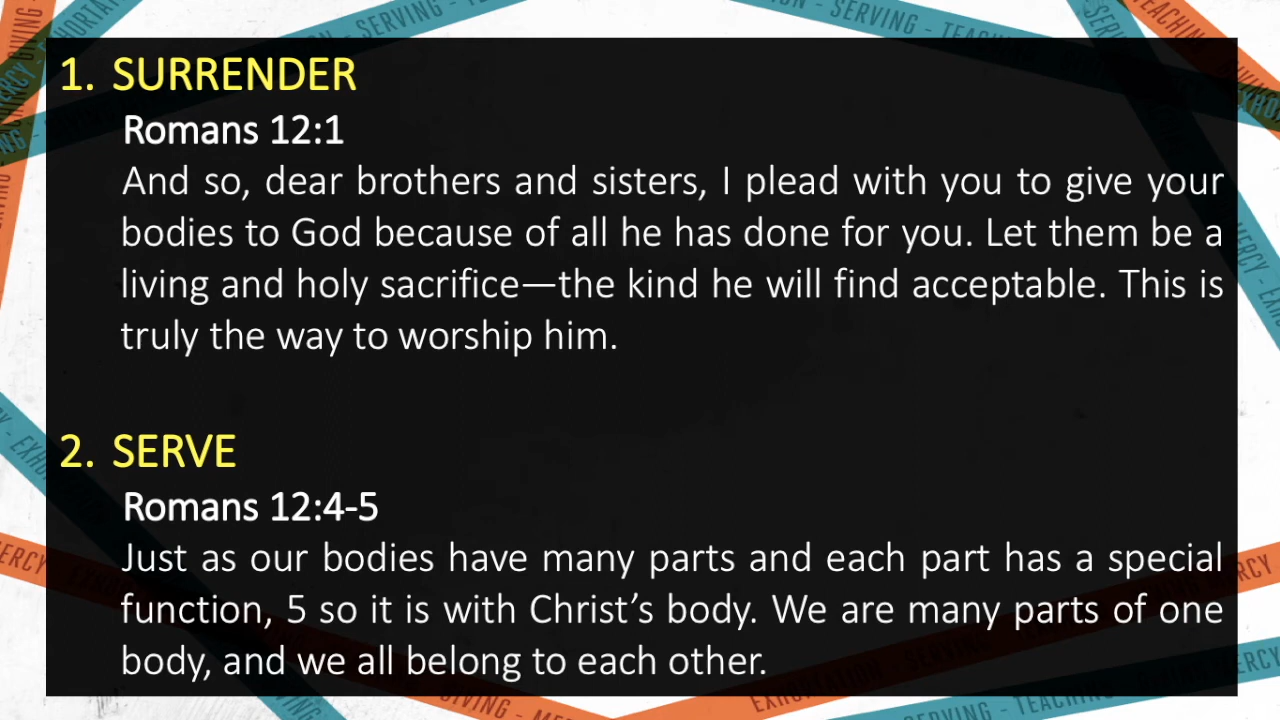 1. SURRENDER
Romans 12:1
And so, dear brothers and sisters, I plead with you to give your
bodies to God because of all he has done for you. Let them be a
living and holy sacrifice—the kind he will find acceptable. This is
truly the way to worship him.
2. SERVE
Romans 12:4-5
Just as our bodies have many parts and each part has a special
function, 5 so it is with Christ’s body. We are many parts of one
body, and we all belong to each other.